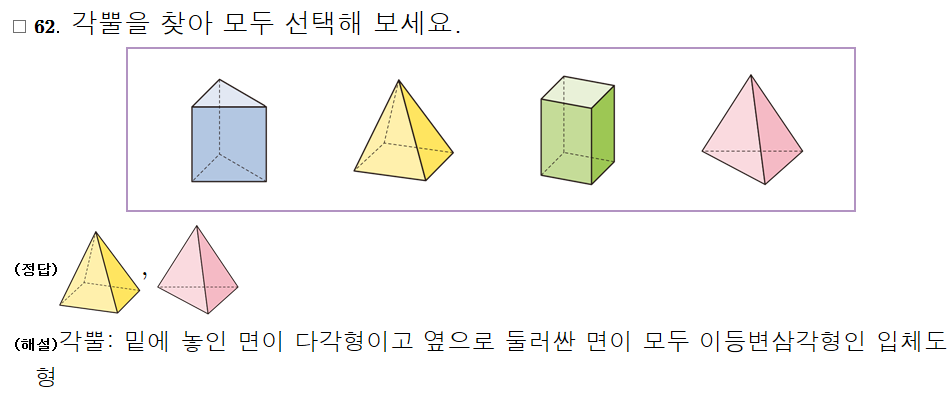 □ 62. 각뿔을 찾아 모두 선택해 보세요.
(정답) ,
(해설)각뿔: 밑에 놓인 면이 다각형이고 옆으로 둘러싼 면이 모두 이등변삼각형인 입체도
형